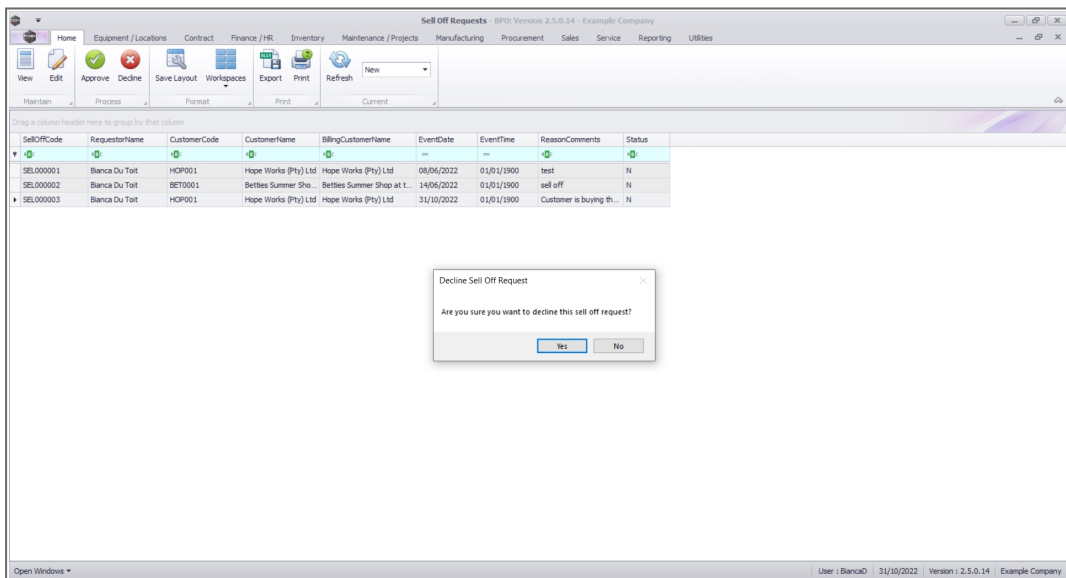 Sell Off Requests - BPO: Version 2.5.0.14 - Example Company
Home Equipment / Locations Contract Finance / HR Inventory Maintenance / Projects Manufacturing Procurement Sales Service Reporting Utilities
View Edit Approve Decline Save Layout Workspaces Export Print Refresh New
Maintain Process Format Print Current
Drag a column header here to group by that column
SellOffCode RequestorName CustomerCode CustomerName BillingCustomerName EventDate EventTime ReasonComments Status
SEL000001 Bianca Du Toit HOP001 Hope Works (Pty) Ltd Hope Works (Pty) Ltd 08/06/2022 01/01/1900 test N
SEL000002 Bianca Du Toit BET0001 Betties Summer Sho... Betties Summer Shop at t... 14/06/2022 01/01/1900 sell off N
SEL000003 Bianca Du Toit HOP001 Hope Works (Pty) Ltd Hope Works (Pty) Ltd 31/10/2022 01/01/1900 Customer is buying th... N
Decline Sell Off Request
Are you sure you want to decline this sell off request?
Yes No
Open Windows User : BiancaD 31/10/2022 Version : 2.5.0.14 Example Company